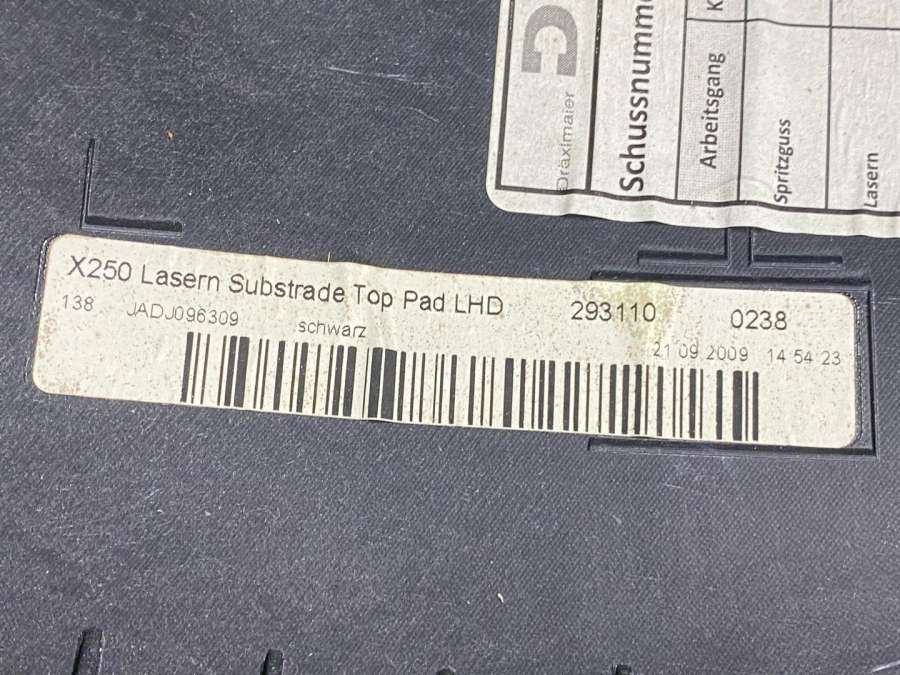 Dräxlmaier
Schussnumm
Arbeitsgang
K
Spritzguss
Lasern
X250 Lasern Substrade Top Pad LHD 293110 0238
138 JADJ096309 schwarz 21 09 2009 14 54 23